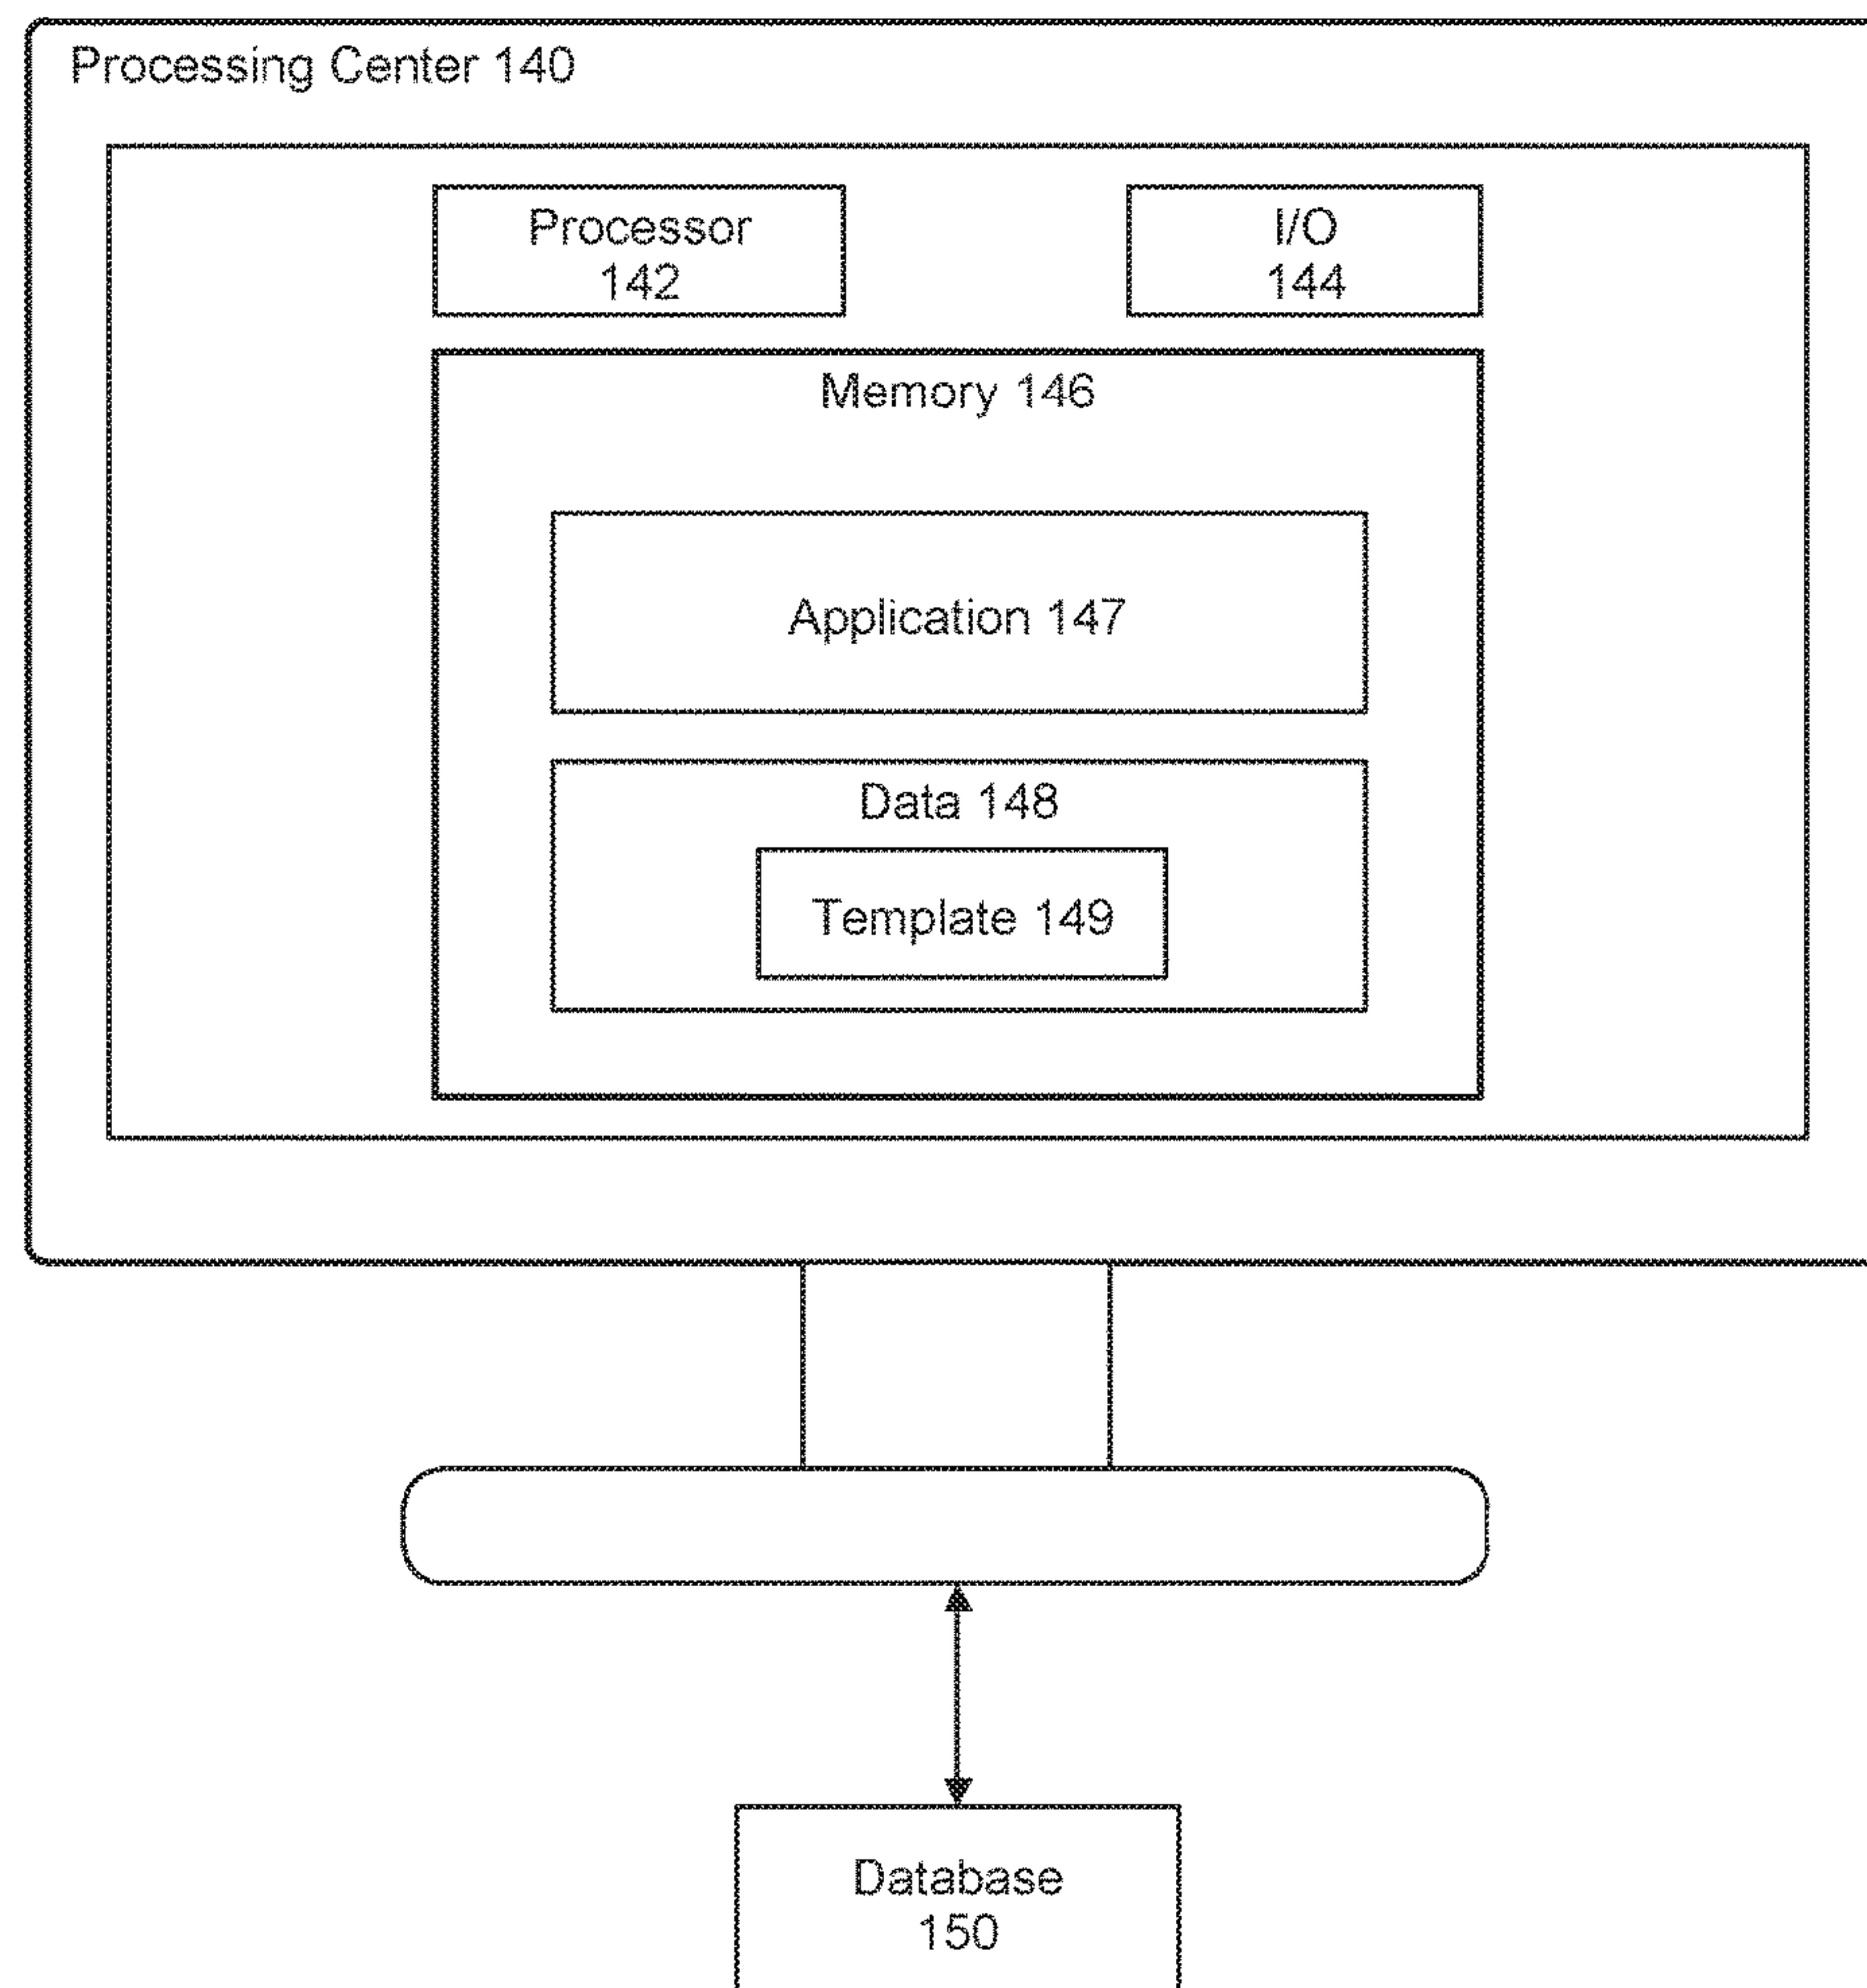 Processing Center 140
Processor
142
I/O
144
Memory 146
Application 147
Data 148
Template 149
Database
150